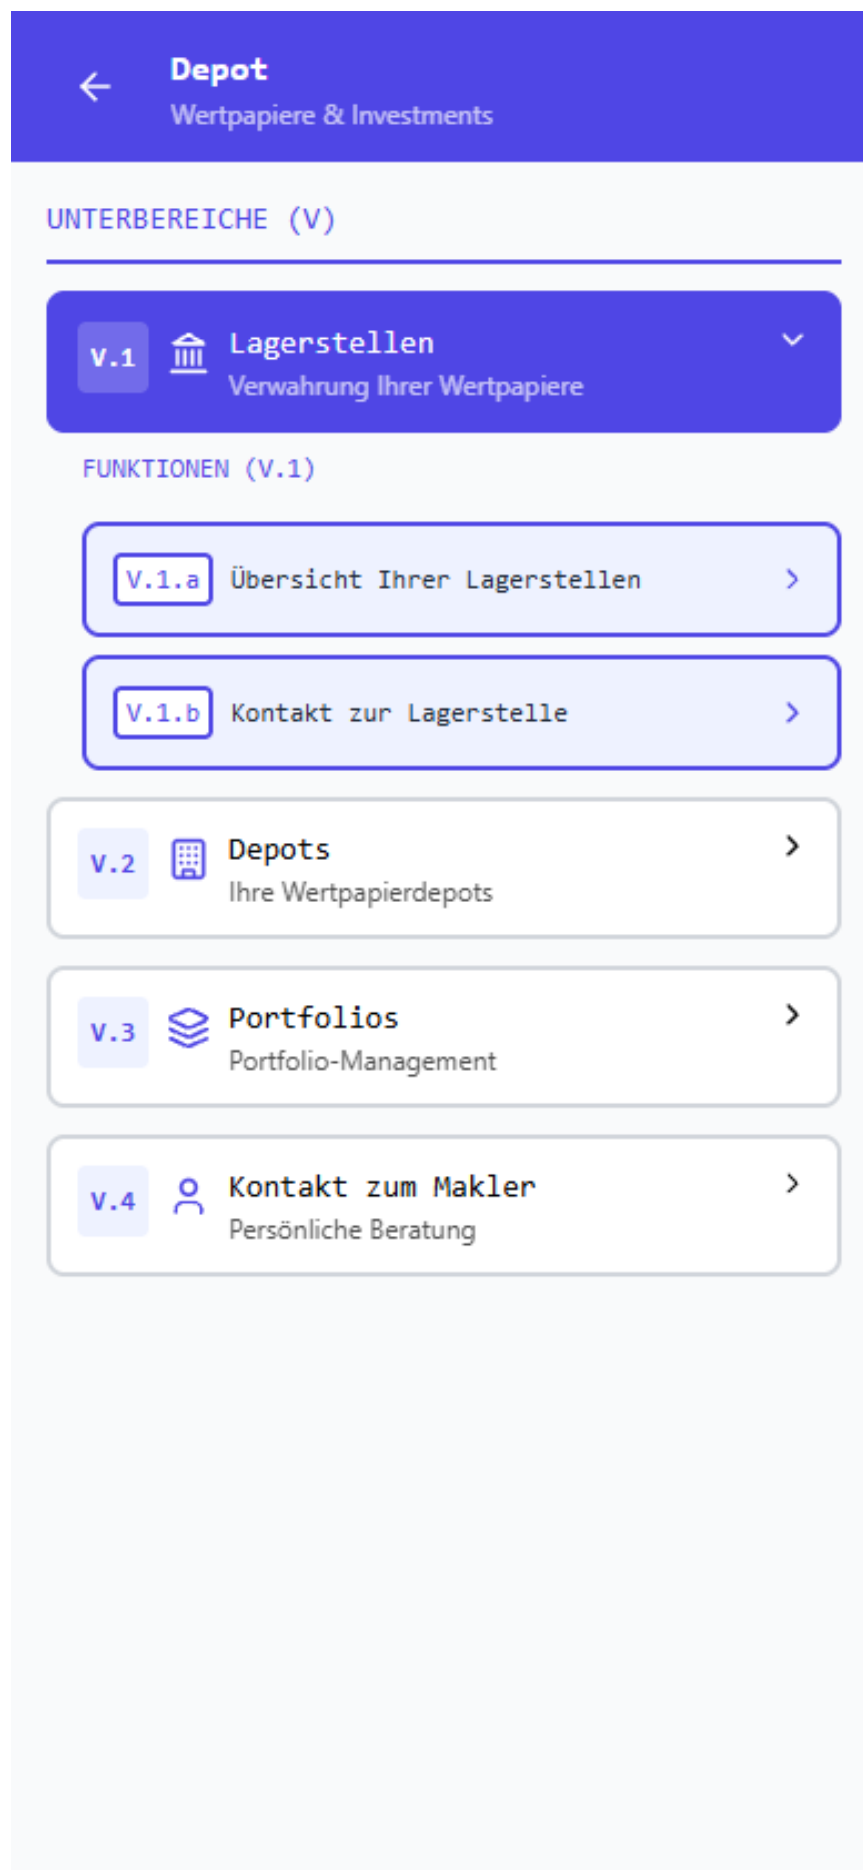 Depot
Wertpapiere & Investments
UNTERBEREICHE (V)
V.1
Lagerstellen
Verwahrung Ihrer Wertpapiere
FUNKTIONEN (V.1)
V.1.a
Übersicht Ihrer Lagerstellen
V.1.b
Kontakt zur Lagerstelle
V.2
Depots
Ihre Wertpapierdepots
V.3
Portfolios
Portfolio-Management
V.4
Kontakt zum Makler
Persönliche Beratung